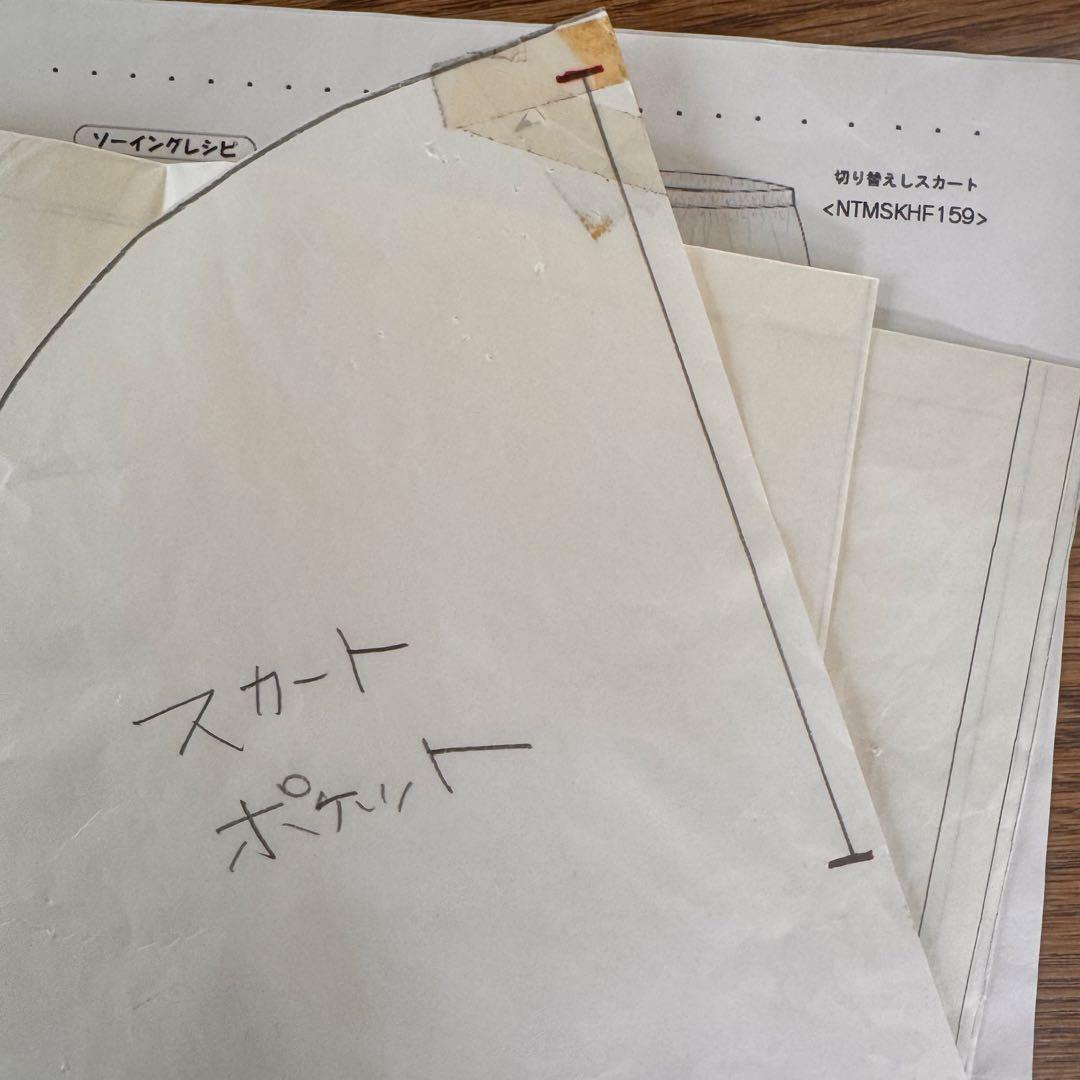 ソーイングレシピ
切り替えしスカート
<NTMSKHF159>
スカート
ポケット